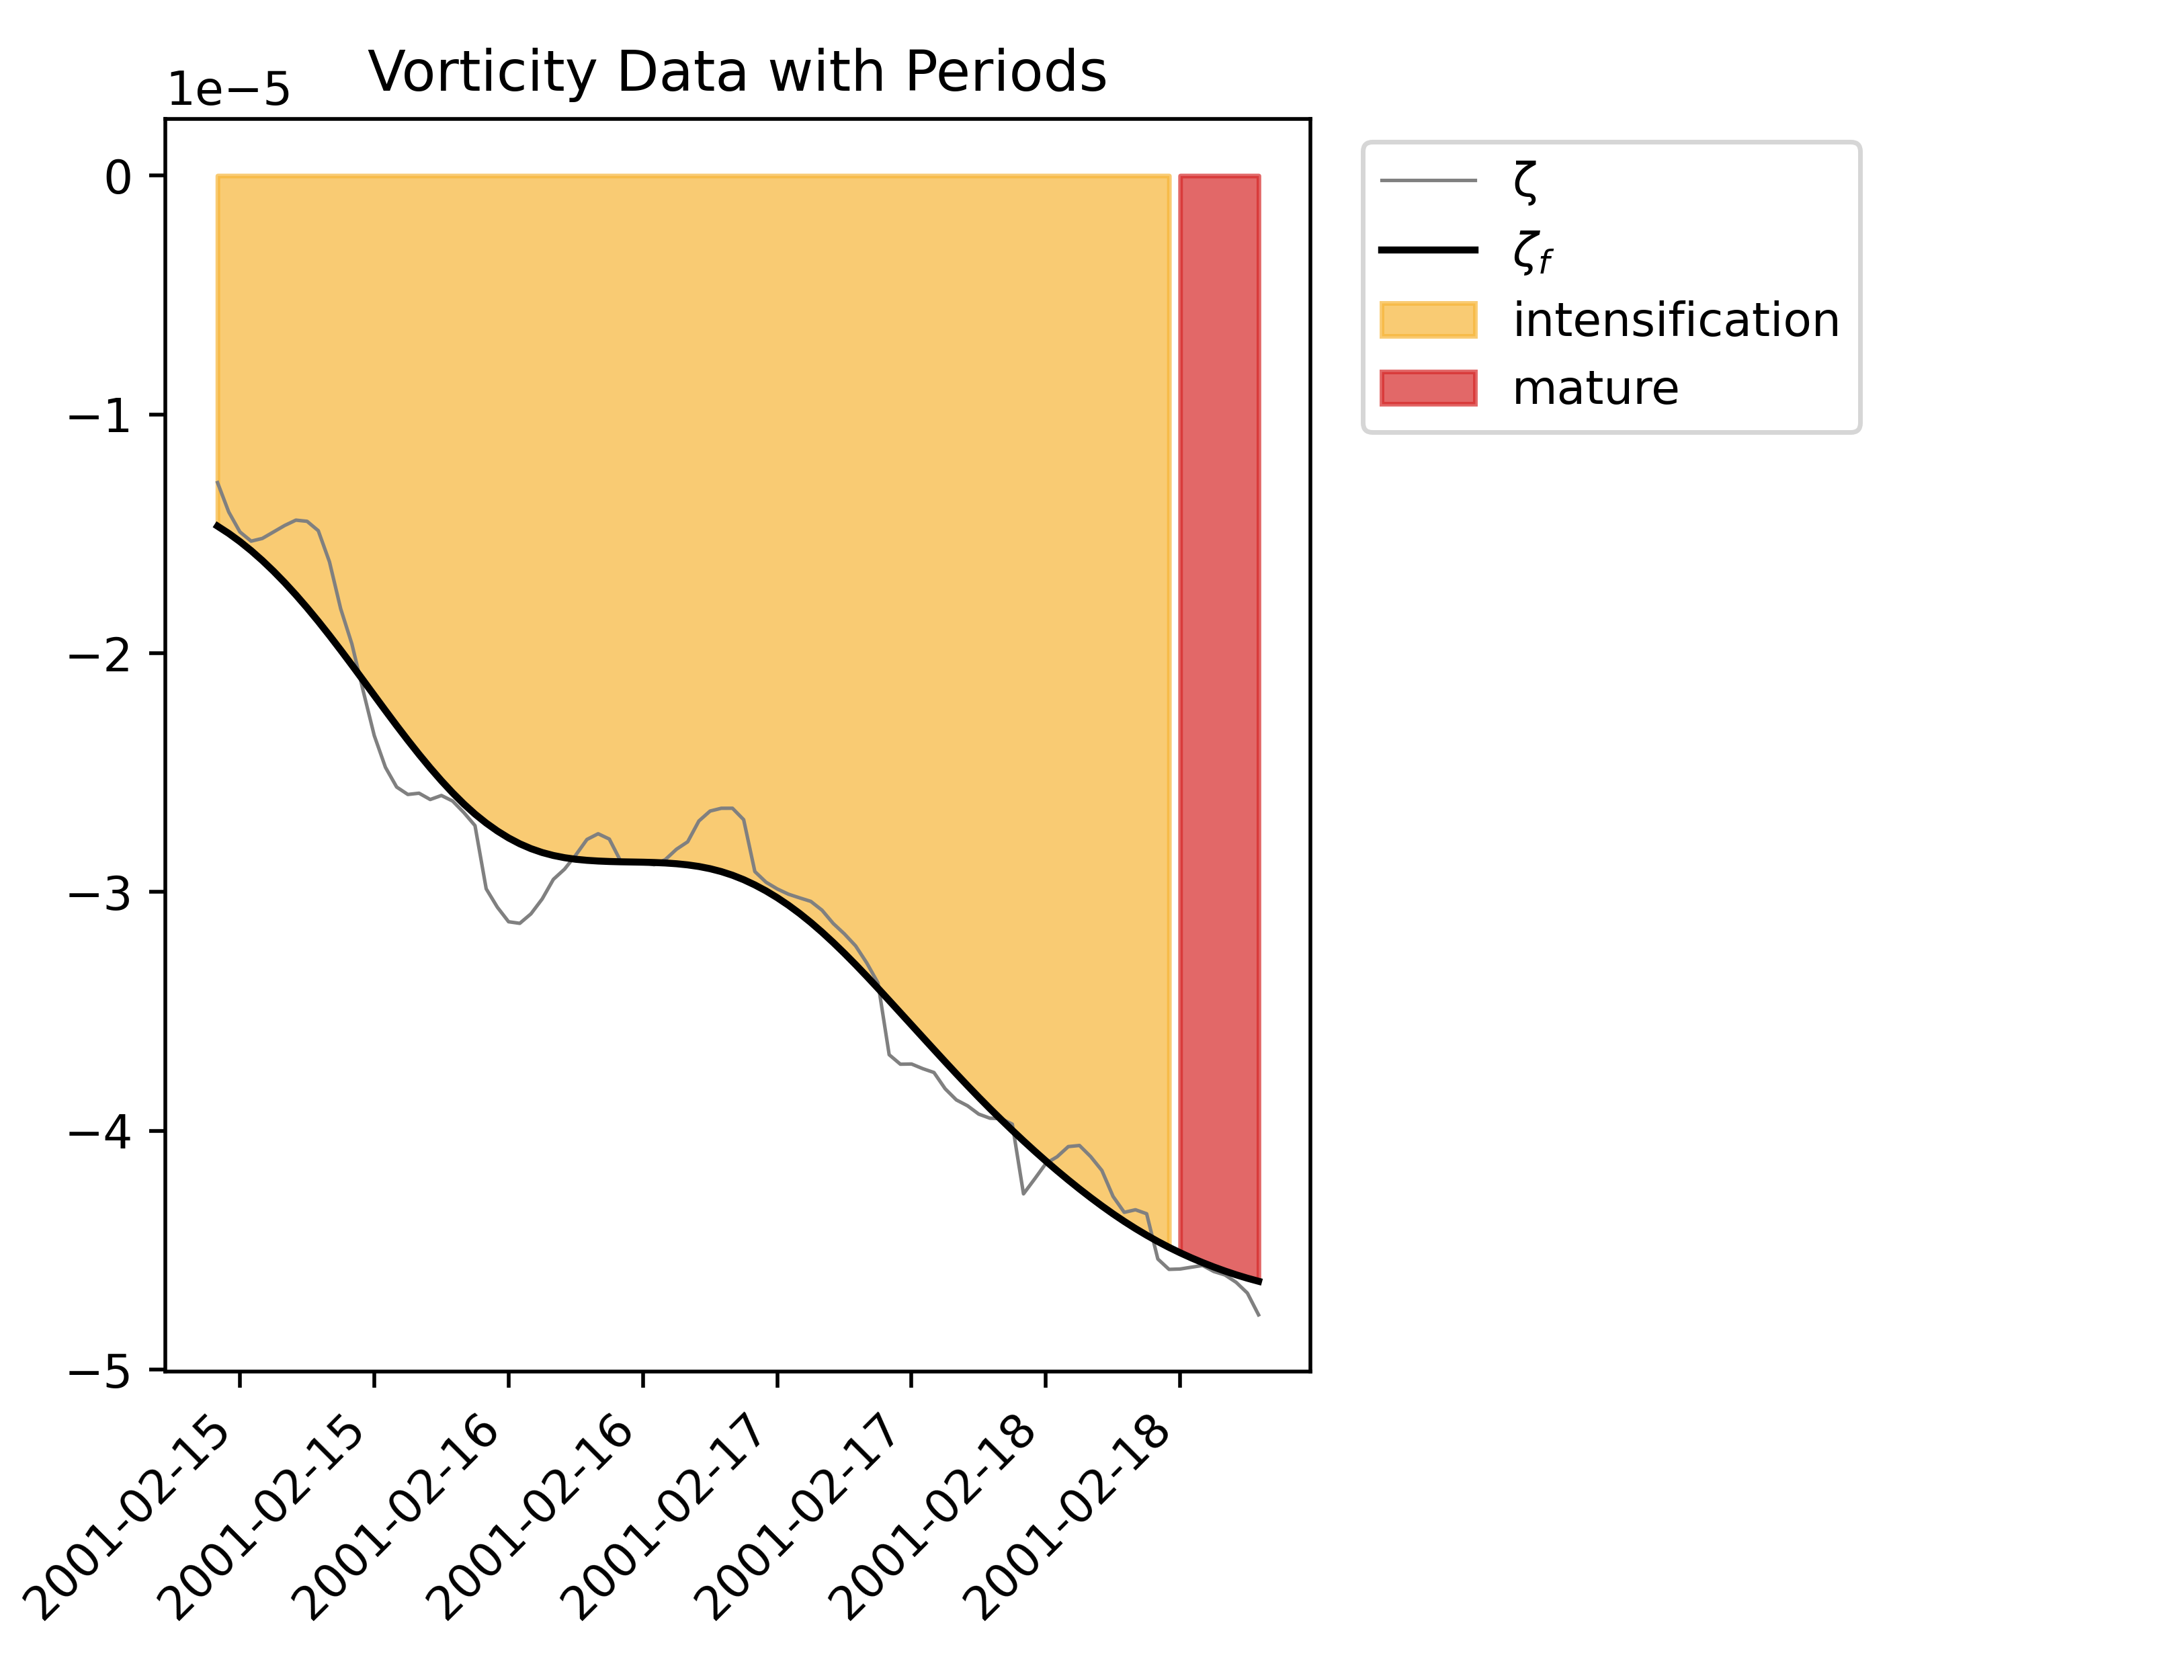 Vorticity Data with Periods
1e−5
0
−1
−2
−3
−4
−5
2001-02-15
2001-02-15
2001-02-16
2001-02-16
2001-02-17
2001-02-17
2001-02-18
2001-02-18
ζ
ζf
intensification
mature